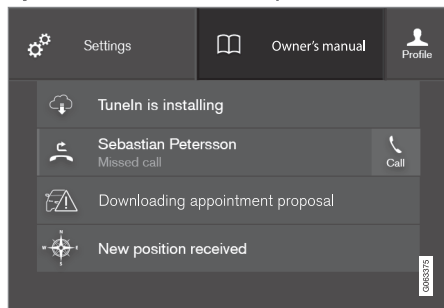 Settings
Owner's manual
Profile
TuneIn is installing
Sebastian Petersson
Missed call
Call
Downloading appointment proposal
N
W E
S
New position received
G063375